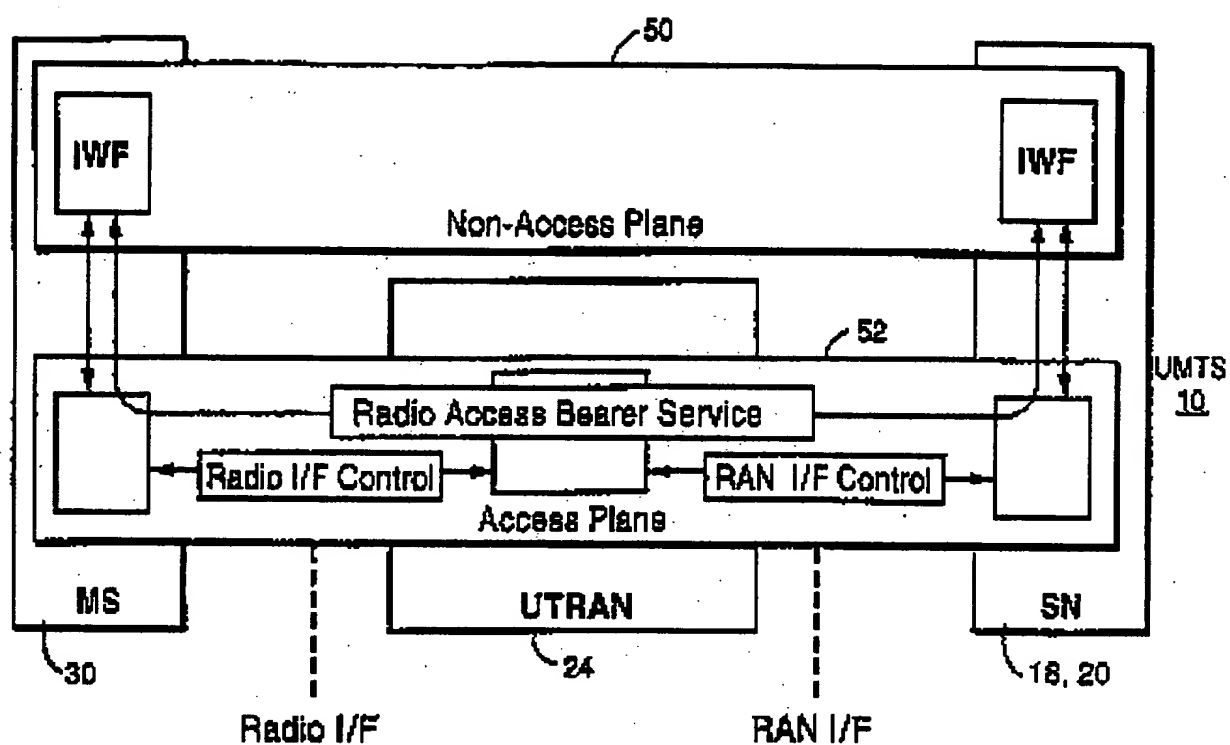 50
IWF
IWF
Non-Access Plane
52
UMTS
10
Radio Access Bearer Service
Radio I/F Control
RAN I/F Control
Access Plane
MS
UTRAN
SN
30
24
18, 20
Radio I/F
RAN I/F